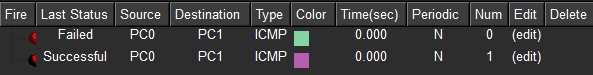 Fire Last Status Source Destination Type Color Time(sec) Periodic Num Edit Delete
Failed PC0 PC1 ICMP 0.000 N 0 (edit)
Successful PC0 PC1 ICMP 0.000 N 1 (edit)